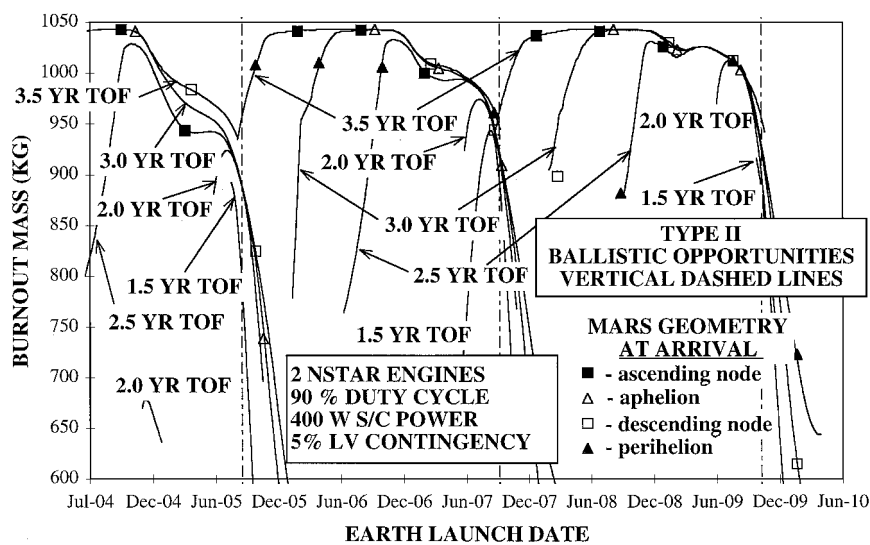 1050
1000
950
900
850
800
750
700
650
600
BURNOUT MASS (KG)
3.5 YR TOF
3.0 YR TOF
2.0 YR TOF
1.5 YR TOF
2.5 YR TOF
2.0 YR TOF
3.5 YR TOF
2.0 YR TOF
3.0 YR TOF
2.5 YR TOF
1.5 YR TOF
2.0 YR TOF
1.5 YR TOF
TYPE II
BALLISTIC OPPORTUNITIES
VERTICAL DASHED LINES
MARS GEOMETRY
AT ARRIVAL
- ascending node
- aphelion
- descending node
- perihelion
2 NSTAR ENGINES
90 % DUTY CYCLE
400 W S/C POWER
5% LV CONTINGENCY
Jul-04 Dec-04 Jun-05 Dec-05 Jun-06 Dec-06 Jun-07 Dec-07 Jun-08 Dec-08 Jun-09 Dec-09 Jun-10
EARTH LAUNCH DATE